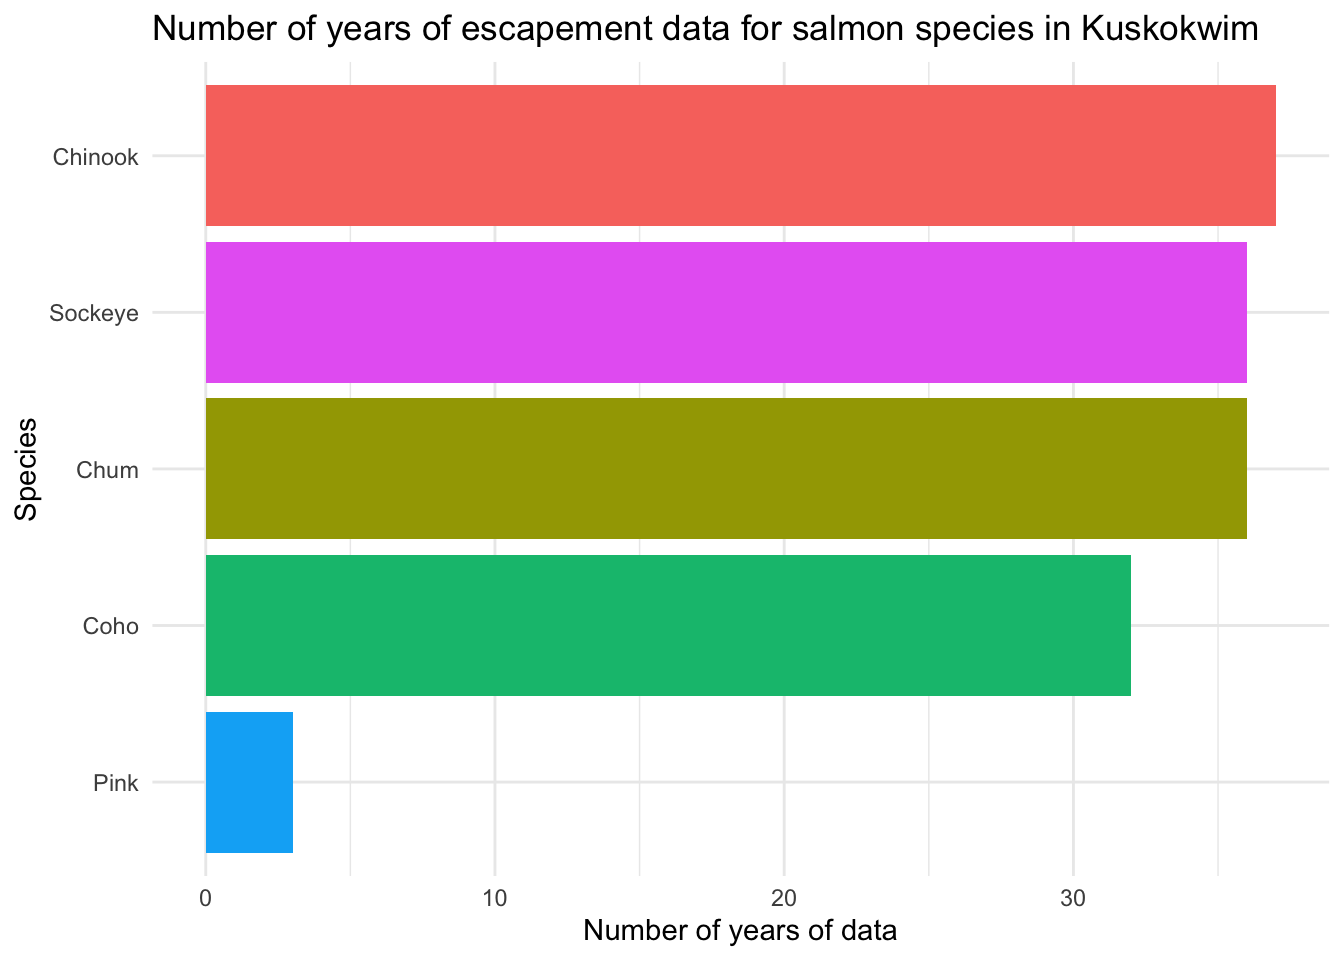 Number of years of escapement data for salmon species in Kuskokwim
Chinook
Sockeye
Chum
Coho
Pink
Species
0 10 20 30
Number of years of data